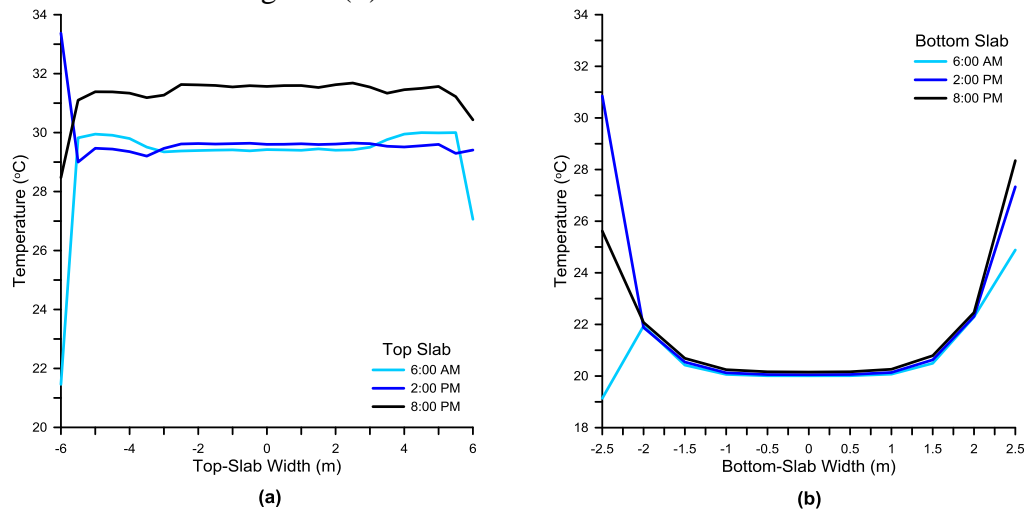 34
32
30
28
26
24
22
20
Temperature (oC)
Top Slab
6:00 AM
2:00 PM
8:00 PM
-6 -4 -2 0 2 4 6
Top-Slab Width (m)
(a)
34
32
30
28
26
24
22
20
18
Temperature (oC)
Bottom Slab
6:00 AM
2:00 PM
8:00 PM
-2.5 -2 -1.5 -1 -0.5 0 0.5 1 1.5 2 2.5
Bottom-Slab Width (m)
(b)